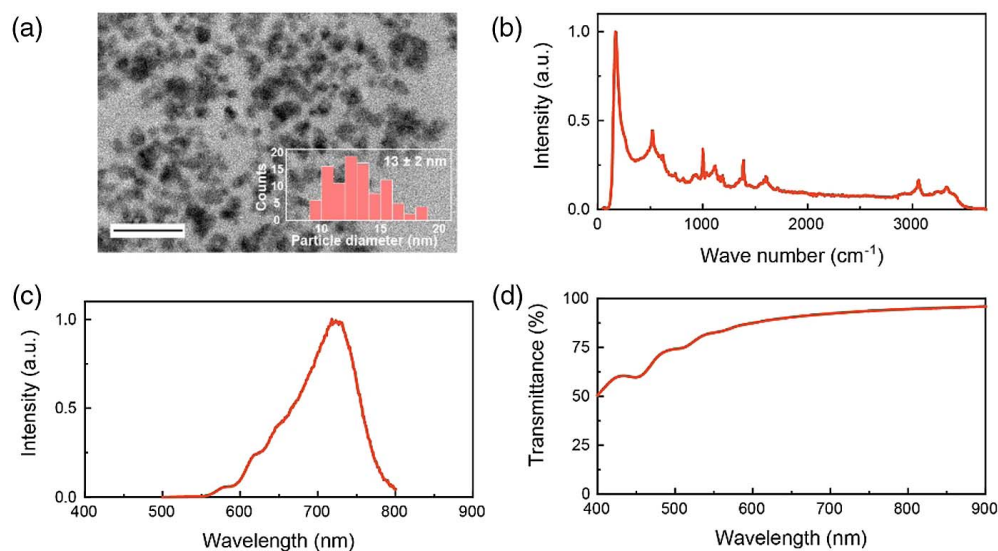 (a)
20
15
10
5
0
Counts
13 ± 2 nm
10
15
20
Particle diameter (nm)
(b)
1.0
0.5
0.0
Intensity (a.u.)
0
1000
2000
3000
Wave number (cm⁻¹)
(c)
1.0
0.5
0.0
Intensity (a.u.)
400
500
600
700
800
900
Wavelength (nm)
(d)
100
75
50
25
0
Transmittance (%)
400
500
600
700
800
900
Wavelength (nm)